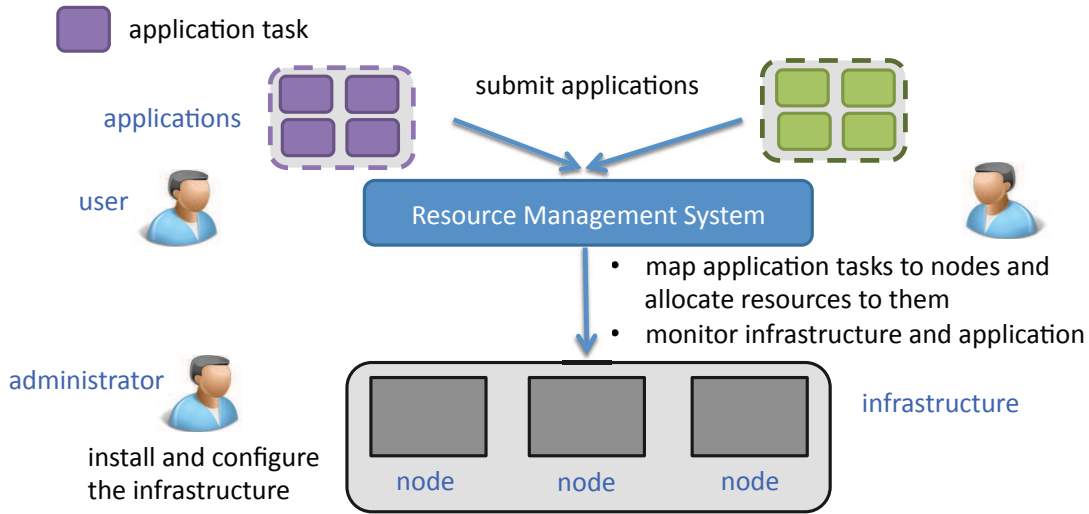 application task
submit applications
applications
user
Resource Management System
• map application tasks to nodes and
allocate resources to them
• monitor infrastructure and application
administrator
infrastructure
install and configure
the infrastructure
node
node
node